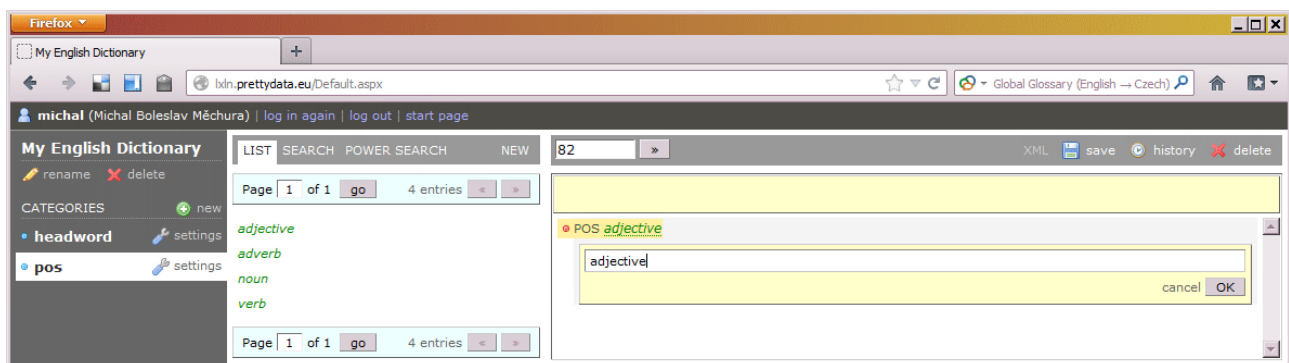 Firefox
My English Dictionary
+
lxln.prettydata.eu/Default.aspx
Global Glossary (English → Czech)
michal (Michal Boleslav Měchura) | log in again | log out | start page
My English Dictionary
rename delete
CATEGORIES new
headword settings
pos settings
LIST SEARCH POWER SEARCH NEW
Page 1 of 1 go 4 entries « »
adjective
adverb
noun
verb
Page 1 of 1 go 4 entries « »
82 » XML save history delete
POS adjective
adjective
cancel OK